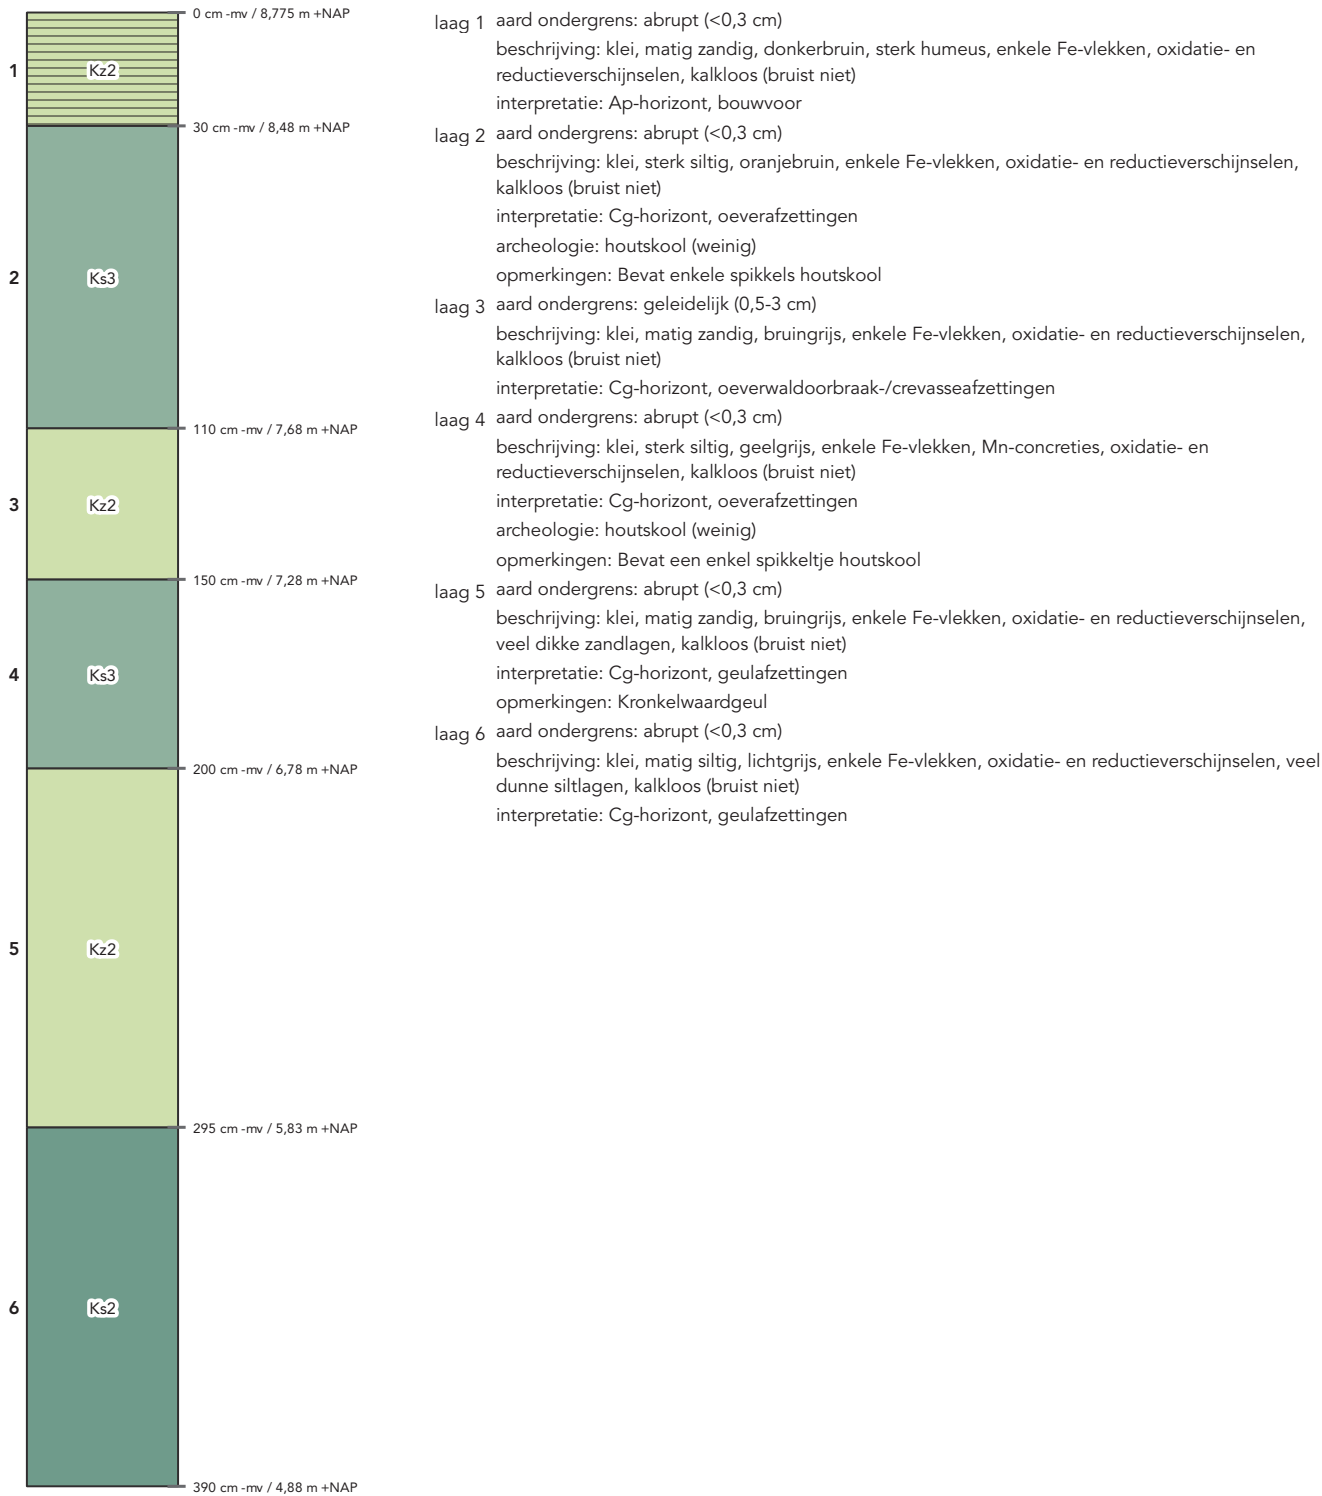 0 cm -mv / 8,775 m +NAP
1
Kz2
30 cm -mv / 8,48 m +NAP
2
Ks3
110 cm -mv / 7,68 m +NAP
3
Kz2
150 cm -mv / 7,28 m +NAP
4
Ks3
200 cm -mv / 6,78 m +NAP
5
Kz2
295 cm -mv / 5,83 m +NAP
6
Ks2
390 cm -mv / 4,88 m +NAP
laag 1 aard ondergrens: abrupt (<0,3 cm)
beschrijving: klei, matig zandig, donkerbruin, sterk humeus, enkele Fe-vlekken, oxidatie- en
reductieverschijnselen, kalkloos (bruist niet)
interpretatie: Ap-horizont, bouwvoor
laag 2 aard ondergrens: abrupt (<0,3 cm)
beschrijving: klei, sterk siltig, oranjebruin, enkele Fe-vlekken, oxidatie- en reductieverschijnselen,
kalkloos (bruist niet)
interpretatie: Cg-horizont, oeverafzettingen
archeologie: houtskool (weinig)
opmerkingen: Bevat enkele spikkels houtskool
laag 3 aard ondergrens: geleidelijk (0,5-3 cm)
beschrijving: klei, matig zandig, bruingrijs, enkele Fe-vlekken, oxidatie- en reductieverschijnselen,
kalkloos (bruist niet)
interpretatie: Cg-horizont, oeverwaldoorbraak-/crevasseafzettingen
laag 4 aard ondergrens: abrupt (<0,3 cm)
beschrijving: klei, sterk siltig, geelgrijs, enkele Fe-vlekken, Mn-concreties, oxidatie- en
reductieverschijnselen, kalkloos (bruist niet)
interpretatie: Cg-horizont, oeverafzettingen
archeologie: houtskool (weinig)
opmerkingen: Bevat een enkel spikkeltje houtskool
laag 5 aard ondergrens: abrupt (<0,3 cm)
beschrijving: klei, matig zandig, bruingrijs, enkele Fe-vlekken, oxidatie- en reductieverschijnselen,
veel dikke zandlagen, kalkloos (bruist niet)
interpretatie: Cg-horizont, geulafzettingen
opmerkingen: Kronkelwaardgeul
laag 6 aard ondergrens: abrupt (<0,3 cm)
beschrijving: klei, matig siltig, lichtgrijs, enkele Fe-vlekken, oxidatie- en reductieverschijnselen, veel
dunne siltlagen, kalkloos (bruist niet)
interpretatie: Cg-horizont, geulafzettingen